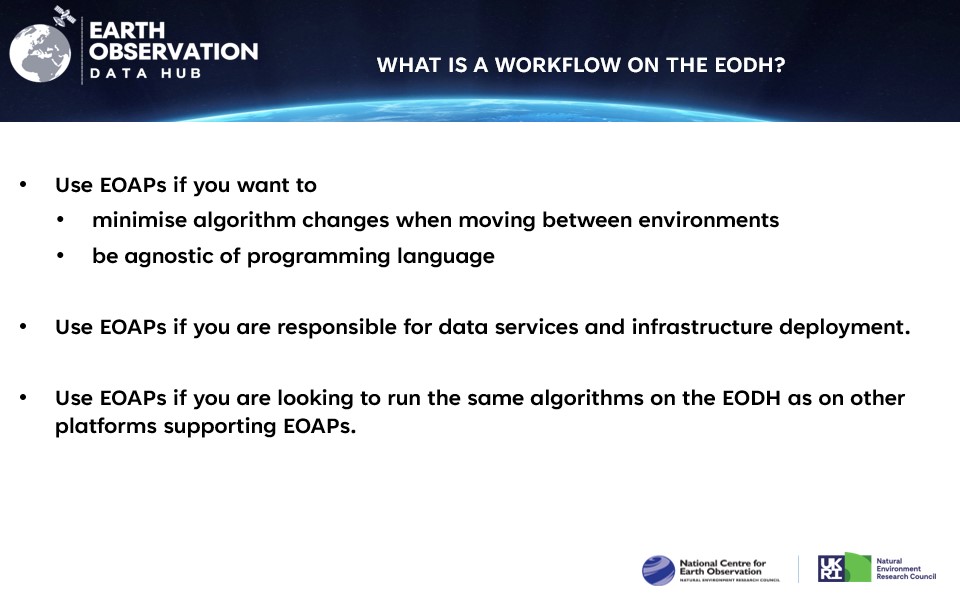 EARTH
OBSERVATION
DATA HUB
WHAT IS A WORKFLOW ON THE EODH?
• Use EOAPs if you want to
• minimise algorithm changes when moving between environments
• be agnostic of programming language
• Use EOAPs if you are responsible for data services and infrastructure deployment.
• Use EOAPs if you are looking to run the same algorithms on the EODH as on other
platforms supporting EOAPs.
National Centre for
Earth Observation
NATURAL ENVIRONMENT RESEARCH COUNCIL
UK
RI
Natural
Environment
Research Council